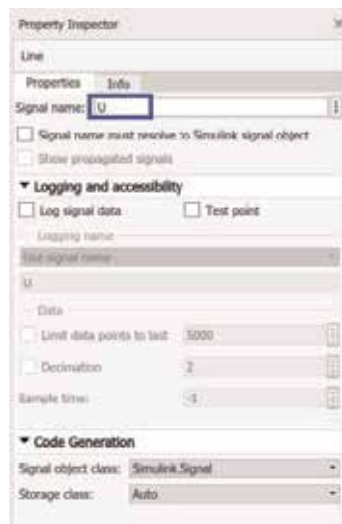 Property Inspector
Line
Properties Info
Signal name: U
Signal name must resolve to Simulink signal object
Show propagated signals
Logging and accessibility
Log signal data Test point
Logging name
Use signal name
U
Data
Limit data points to last 5000
Decimation 2
Sample time: -1
Code Generation
Signal object class: Simulink.Signal
Storage class: Auto